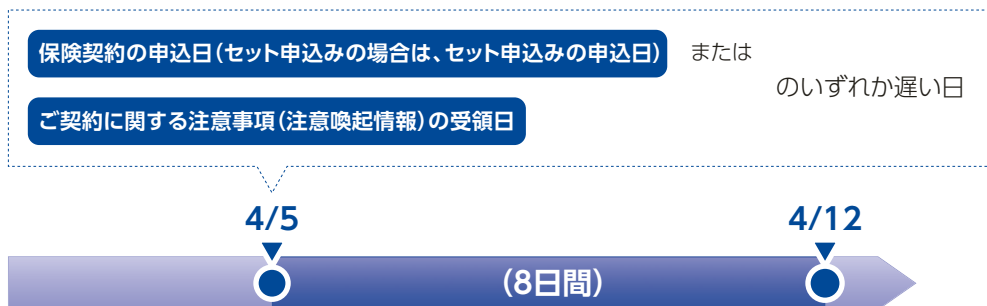 保険契約の申込日(セット申込みの場合は、セット申込みの申込日)
または
のいずれか遅い日
ご契約に関する注意事項(注意喚起情報)の受領日
4/5
4/12
(8日間)